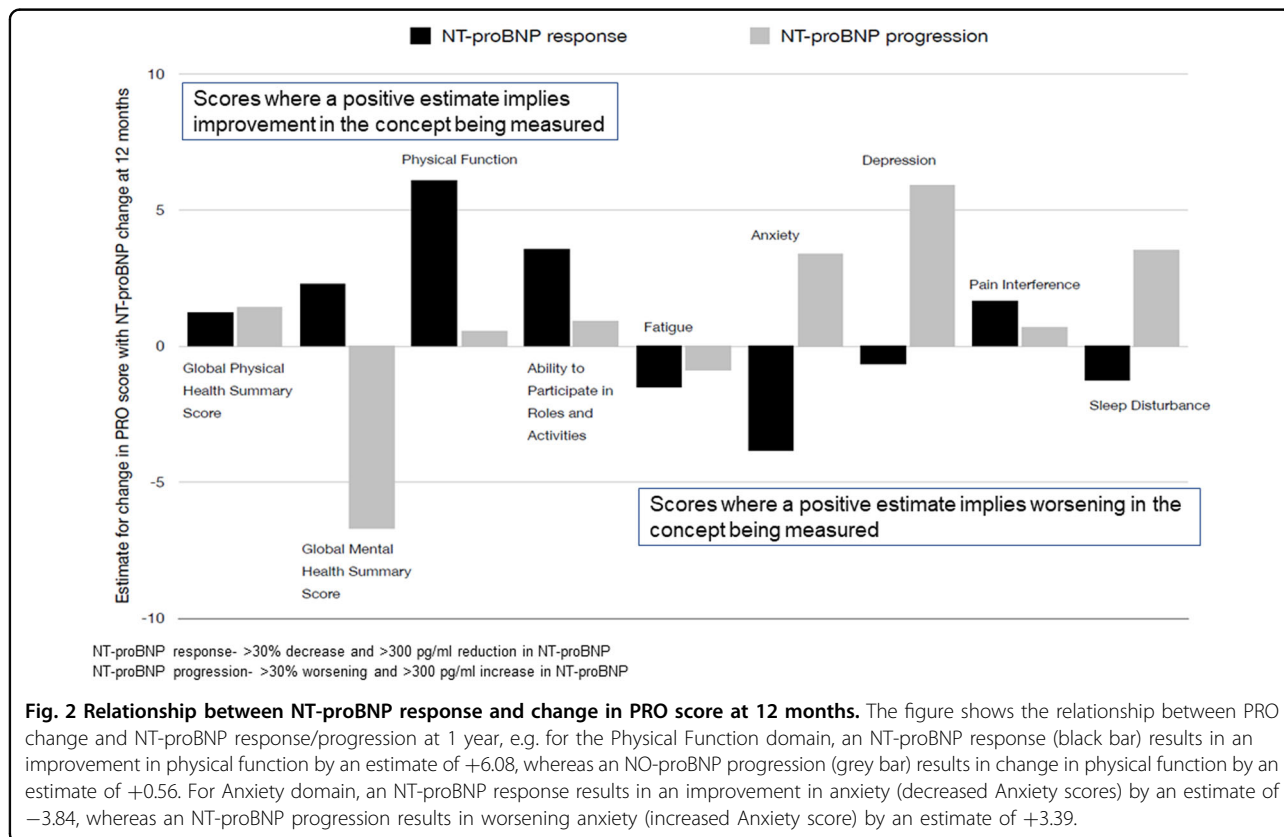 NT-proBNP response
NT-proBNP progression
Estimate for change in PRO score with NT-proBNP change at 12 months
10
5
0
-5
-10
Scores where a positive estimate implies
improvement in the concept being measured
Global Physical
Health Summary
Score
Global Mental
Health Summary
Score
Physical Function
Ability to
Participate in
Roles and
Activities
Fatigue
Anxiety
Depression
Pain Interference
Sleep Disturbance
Scores where a positive estimate implies worsening in the
concept being measured
NT-proBNP response- >30% decrease and >300 pg/ml reduction in NT-proBNP
NT-proBNP progression- >30% worsening and >300 pg/ml increase in NT-proBNP
Fig. 2 Relationship between NT-proBNP response and change in PRO score at 12 months. The figure shows the relationship between PRO
change and NT-proBNP response/progression at 1 year, e.g. for the Physical Function domain, an NT-proBNP response (black bar) results in an
improvement in physical function by an estimate of +6.08, whereas an NO-proBNP progression (grey bar) results in change in physical function by an
estimate of +0.56. For Anxiety domain, an NT-proBNP response results in an improvement in anxiety (decreased Anxiety scores) by an estimate of
−3.84, whereas an NT-proBNP progression results in worsening anxiety (increased Anxiety score) by an estimate of +3.39.